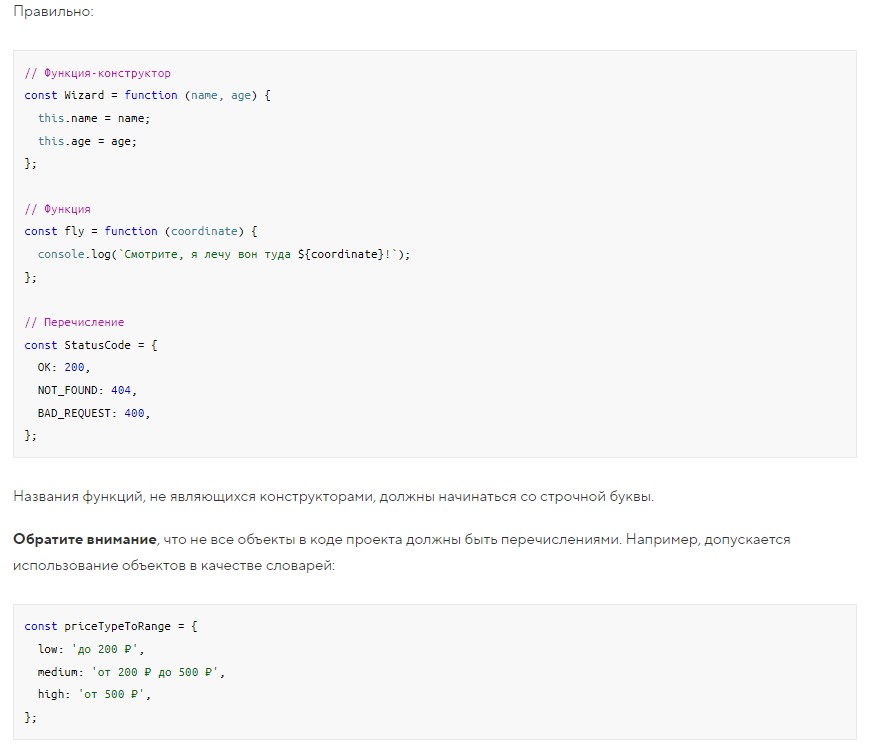 Правильно:
// Функция-конструктор
const Wizard = function (name, age) {
this.name = name;
this.age = age;
};
// Функция
const fly = function (coordinate) {
console.log(`Смотрите, я лечу вон туда ${coordinate}!`);
};
// Перечисление
const StatusCode = {
OK: 200,
NOT_FOUND: 404,
BAD_REQUEST: 400,
};
Названия функций, не являющихся конструкторами, должны начинаться со строчной буквы.
Обратите внимание, что не все объекты в коде проекта должны быть перечислениями. Например, допускается
использование объектов в качестве словарей:
const priceTypeToRange = {
low: 'до 200 ₽',
medium: 'от 200 ₽ до 500 ₽',
high: 'от 500 ₽',
};